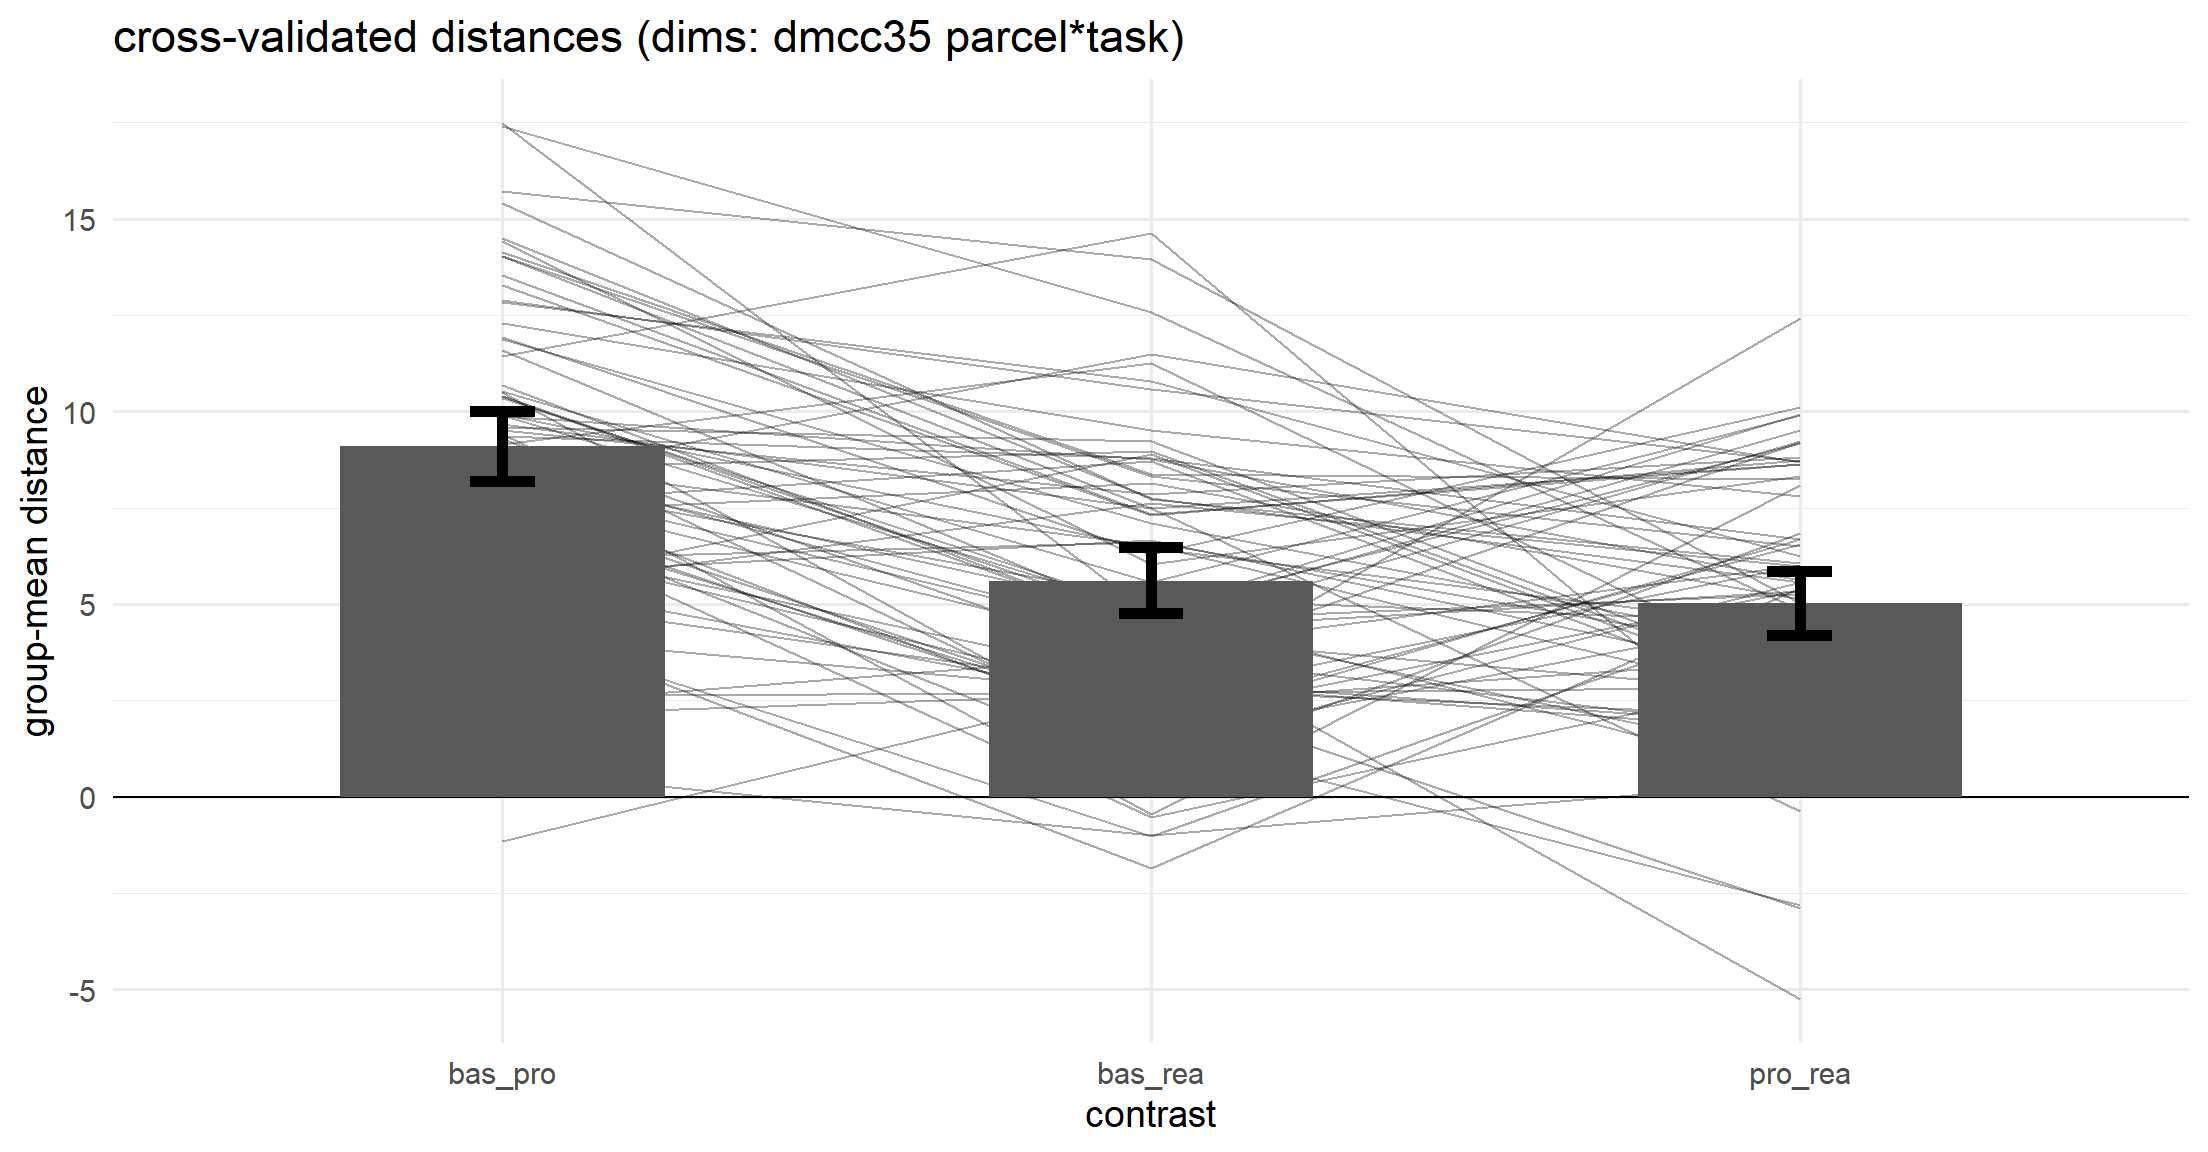 cross-validated distances (dims: dmcc35 parcel*task)
group-mean distance
15
10
5
0
-5
bas_pro
bas_rea
pro_rea
contrast